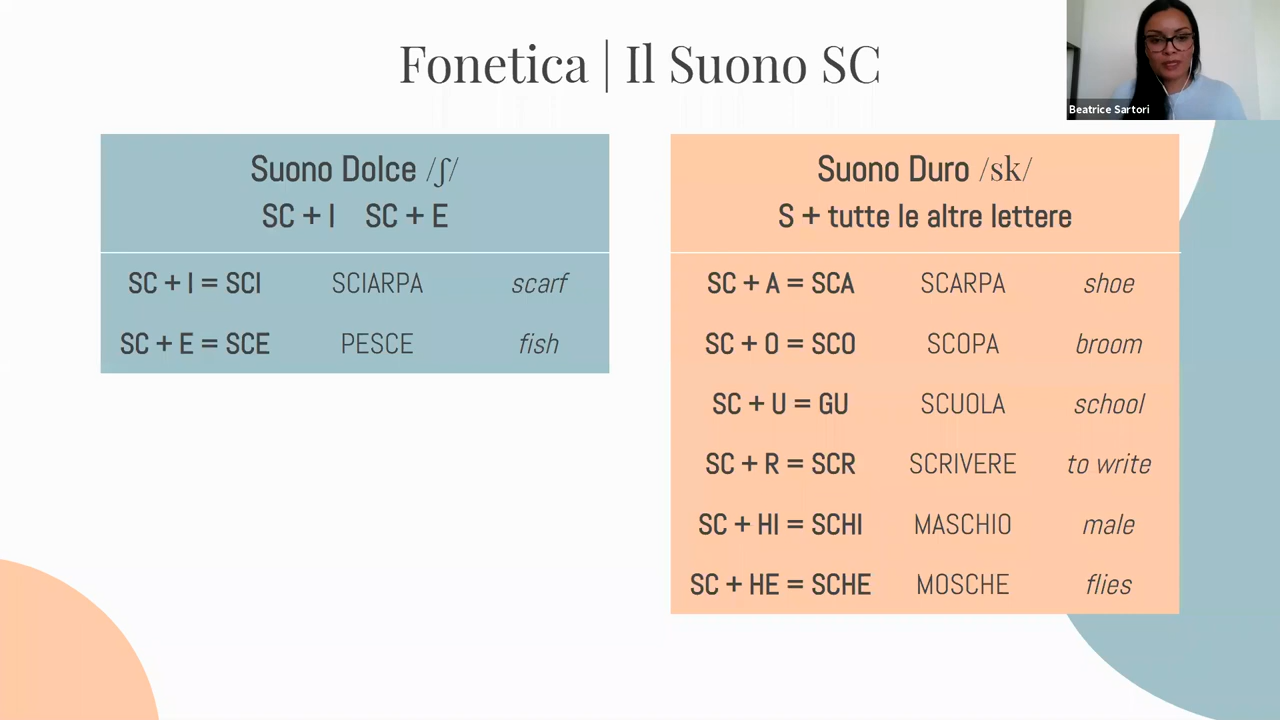 Fonetica | Il Suono SC
Beatrice Sartori
Suono Dolce /ʃ/
SC + I SC + E
SC + I = SCI SCIARPA scarf
SC + E = SCE PESCE fish
Suono Duro /sk/
S + tutte le altre lettere
SC + A = SCA SCARPA shoe
SC + O = SCO SCOPA broom
SC + U = GU SCUOLA school
SC + R = SCR SCRIVERE to write
SC + HI = SCHI MASCHIO male
SC + HE = SCHE MOSCHE flies